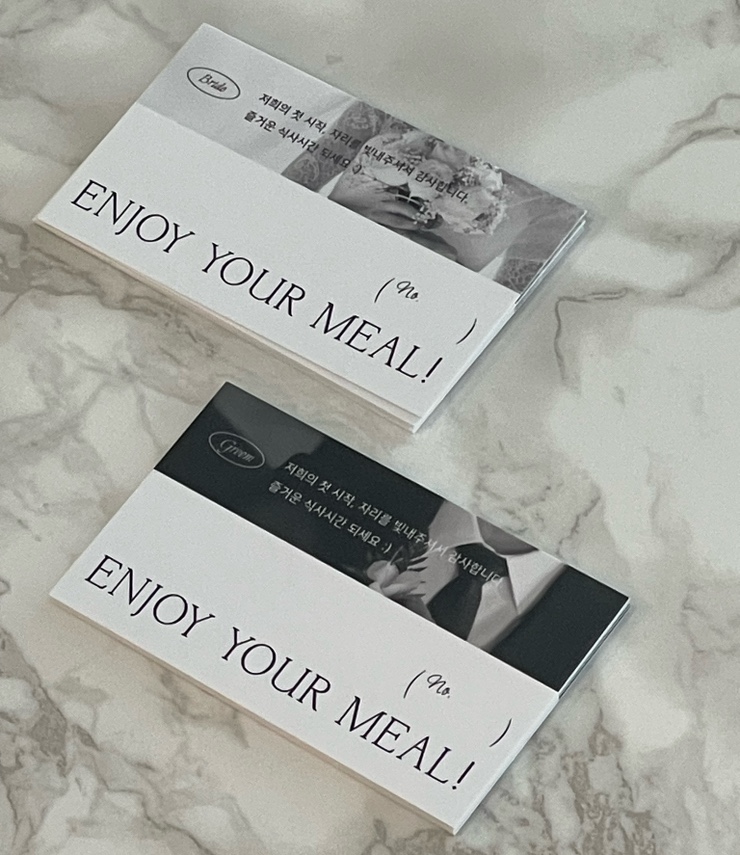 Bride
저희의 첫 시작, 자리를 빛내주셔서 감사합니다.
즐거운 식사시간 되세요 :)
ENJOY YOUR MEAL!
( No. )
Groom
저희의 첫 시작, 자리를 빛내주셔서 감사합니다
즐거운 식사시간 되세요 :)
ENJOY YOUR MEAL!
( No. )